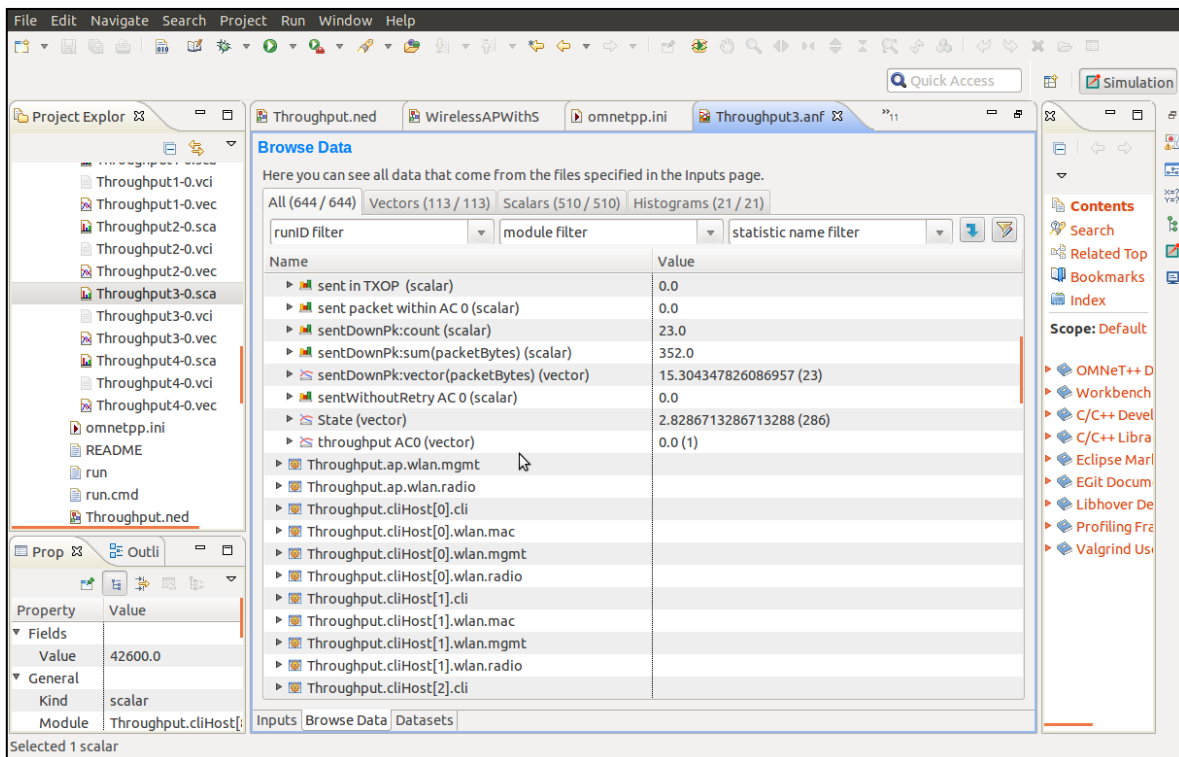 File Edit Navigate Search Project Run Window Help
Quick Access
Simulation
Project Explor
Throughput1-0.vci
Throughput1-0.vec
Throughput2-0.sca
Throughput2-0.vci
Throughput2-0.vec
Throughput3-0.sca
Throughput3-0.vci
Throughput3-0.vec
Throughput4-0.sca
Throughput4-0.vci
Throughput4-0.vec
omnetpp.ini
README
run
run.cmd
Throughput.ned
Prop Outli
Property Value
Fields
Value 42600.0
General
Kind scalar
Module Throughput.cliHost[
Throughput.ned WirelessAPWithS omnetpp.ini Throughput3.anf »11
Browse Data
Here you can see all data that come from the files specified in the Inputs page.
All (644 / 644) Vectors (113 / 113) Scalars (510 / 510) Histograms (21 / 21)
runID filter module filter statistic name filter
Name Value
sent in TXOP (scalar) 0.0
sent packet within AC 0 (scalar) 0.0
sentDownPk:count (scalar) 23.0
sentDownPk:sum(packetBytes) (scalar) 352.0
sentDownPk:vector(packetBytes) (vector) 15.304347826086957 (23)
sentWithoutRetry AC 0 (scalar) 0.0
State (vector) 2.8286713286713288 (286)
throughput AC0 (vector) 0.0 (1)
Throughput.ap.wlan.mgmt
Throughput.ap.wlan.radio
Throughput.cliHost[0].cli
Throughput.cliHost[0].wlan.mac
Throughput.cliHost[0].wlan.mgmt
Throughput.cliHost[0].wlan.radio
Throughput.cliHost[1].cli
Throughput.cliHost[1].wlan.mac
Throughput.cliHost[1].wlan.mgmt
Throughput.cliHost[1].wlan.radio
Throughput.cliHost[2].cli
Inputs Browse Data Datasets
Contents
Search
Related Top
Bookmarks
Index
Scope: Default
OMNeT++ D
Workbench
C/C++ Devel
C/C++ Libra
Eclipse Marl
EGit Docum
Libhover De
Profiling Fra
Valgrind Us
Selected 1 scalar